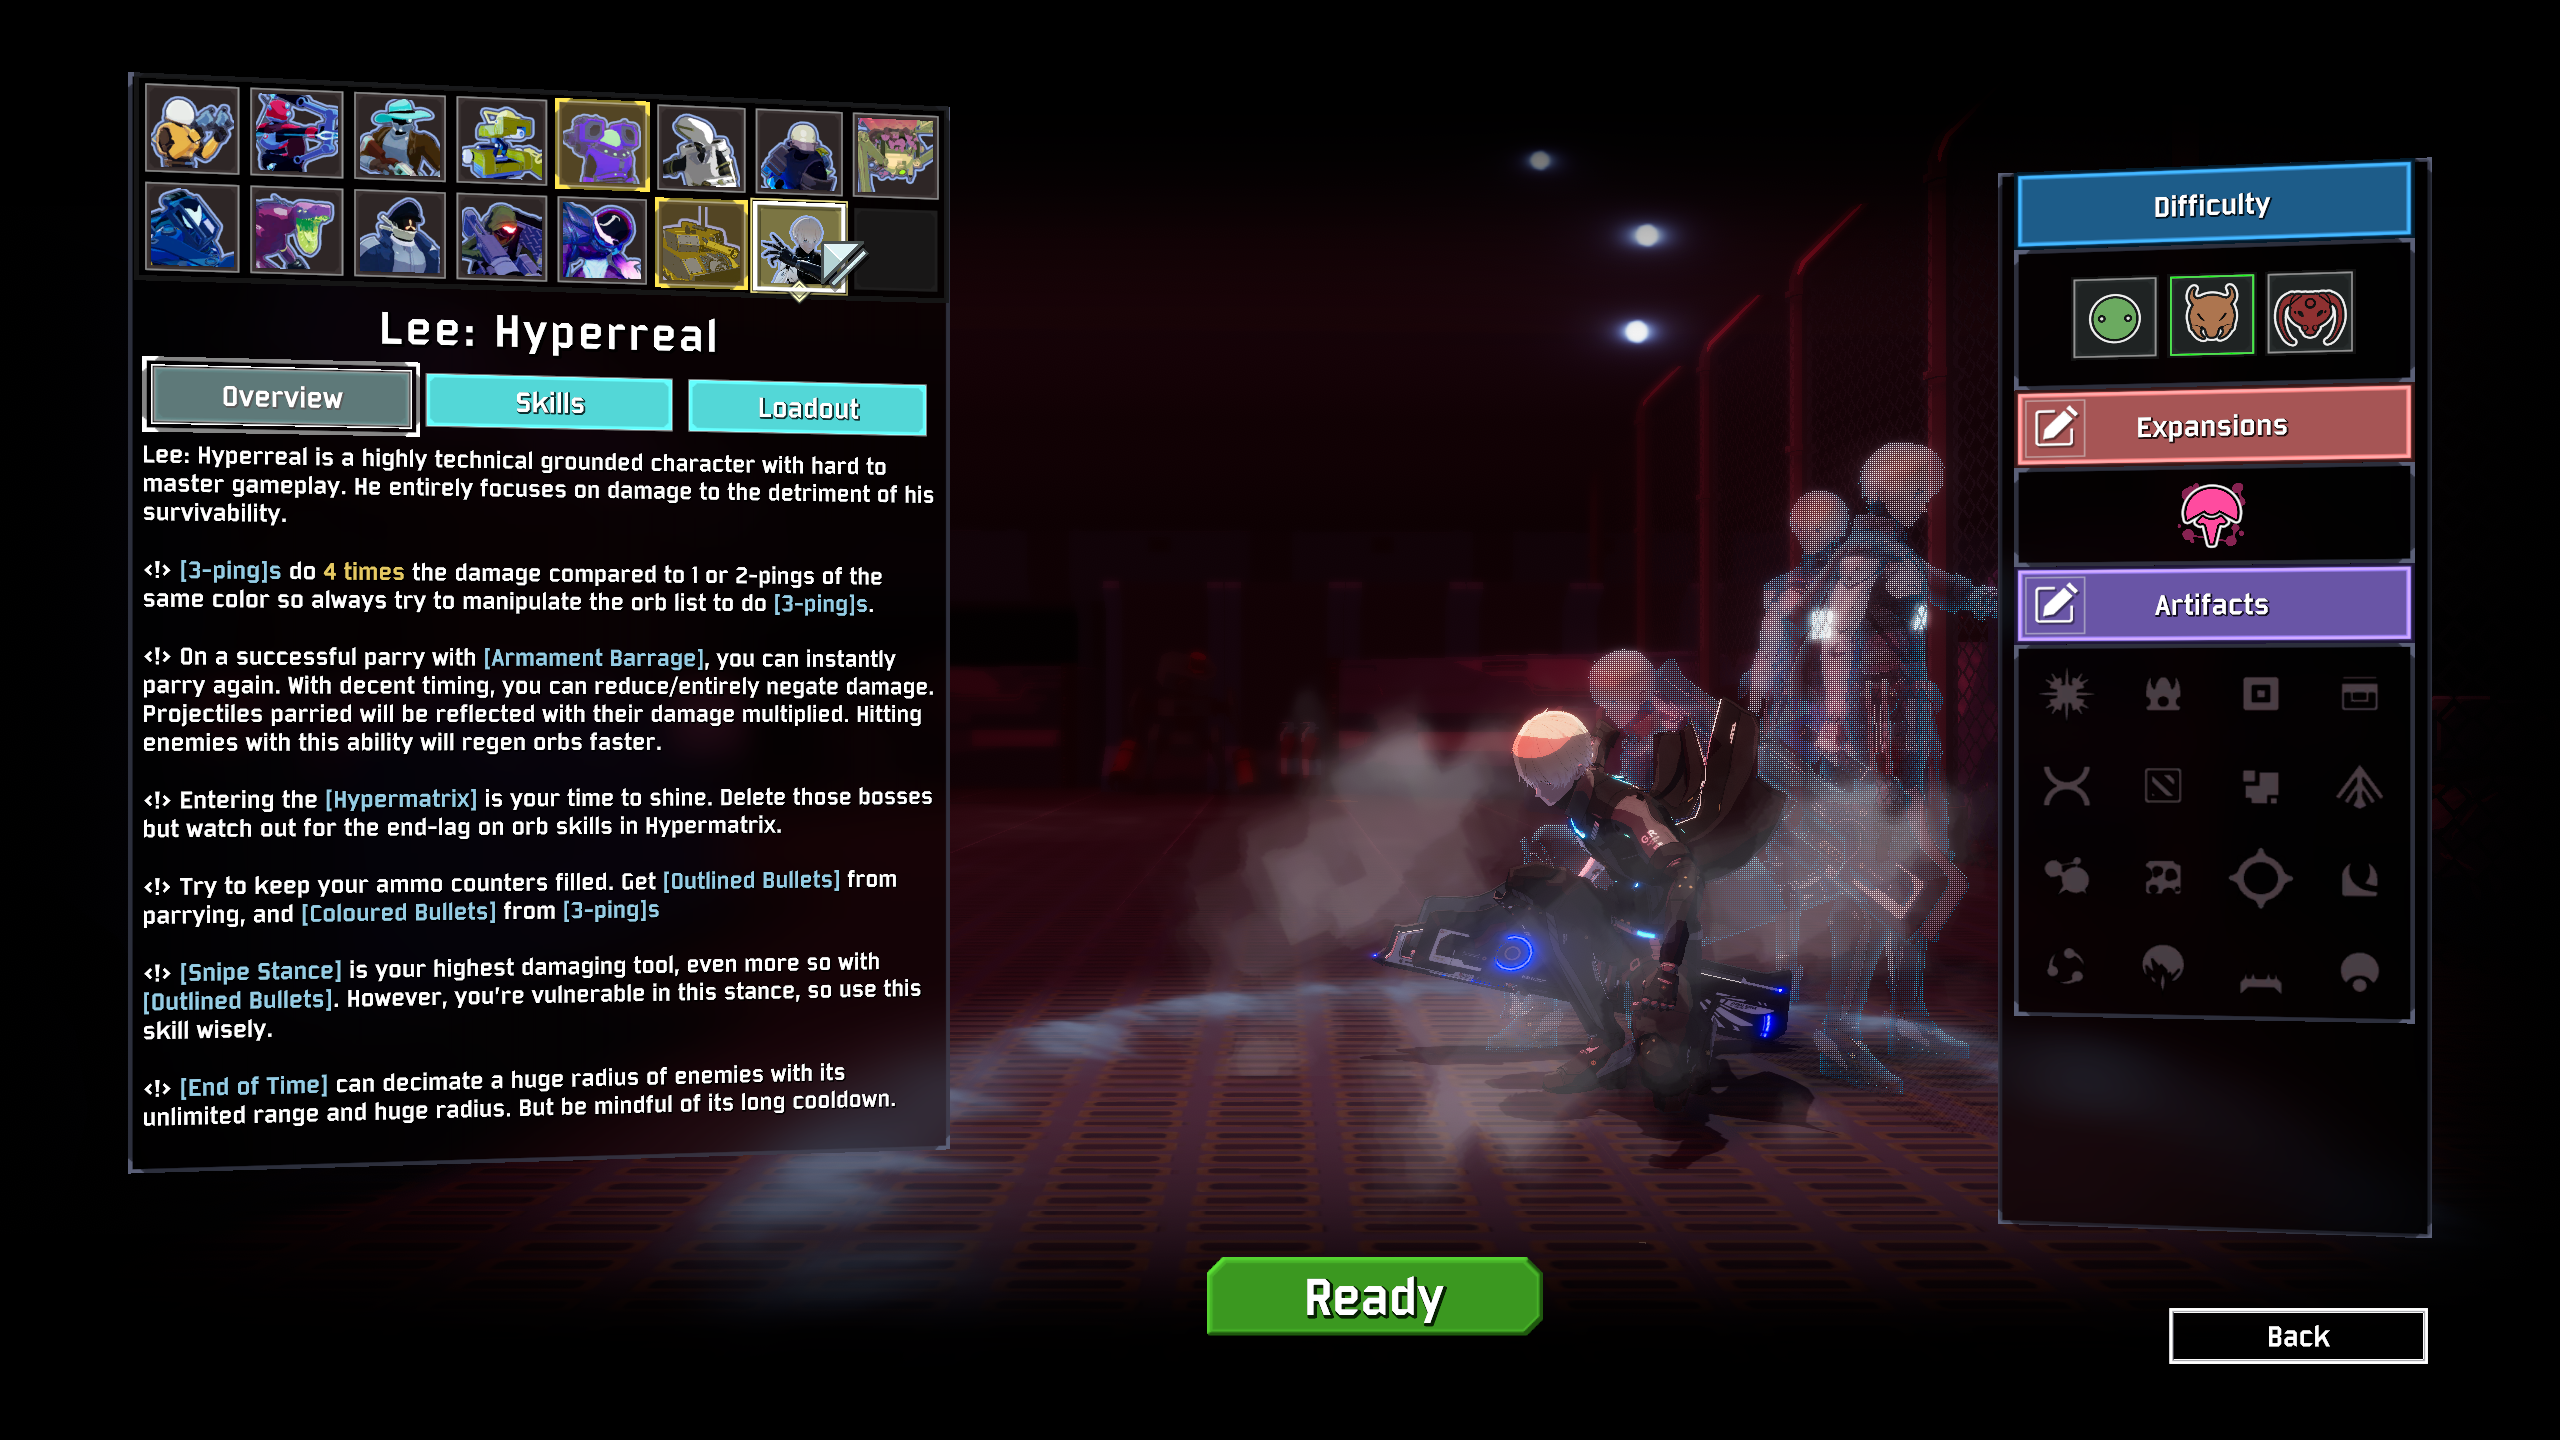 Lee: Hyperreal
Overview
Skills
Loadout
Lee: Hyperreal is a highly technical grounded character with hard to
master gameplay. He entirely focuses on damage to the detriment of his
survivability.
<!> [3-ping]s do 4 times the damage compared to 1 or 2-pings of the
same color so always try to manipulate the orb list to do [3-ping]s.
<!> On a successful parry with [Armament Barrage], you can instantly
parry again. With decent timing, you can reduce/entirely negate damage.
Projectiles parried will be reflected with their damage multiplied. Hitting
enemies with this ability will regen orbs faster.
<!> Entering the [Hypermatrix] is your time to shine. Delete those bosses
but watch out for the end-lag on orb skills in Hypermatrix.
<!> Try to keep your ammo counters filled. Get [Outlined Bullets] from
parrying, and [Coloured Bullets] from [3-ping]s
<!> [Snipe Stance] is your highest damaging tool, even more so with
[Outlined Bullets]. However, you're vulnerable in this stance, so use this
skill wisely.
<!> [End of Time] can decimate a huge radius of enemies with its
unlimited range and huge radius. But be mindful of its long cooldown.
Difficulty
Expansions
Artifacts
Ready
Back